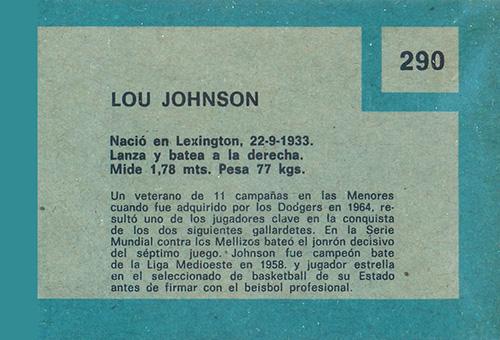 290
LOU JOHNSON
Nació en Lexington, 22-9-1933.
Lanza y batea a la derecha.
Mide 1,78 mts. Pesa 77 kgs.
Un veterano de 11 campañas en las Menores
cuando fue adquirido por los Dodgers en 1964, re-
sultó uno de los jugadores clave en la conquista
de los dos siguientes gallardetes. En la Serie
Mundial contra los Mellizos bateó el jonrón decisivo
del séptimo juego. Johnson fue campeón bate
de la Liga Medioeste en 1958. y jugador estrella
en el seleccionado de basketball de su Estado
antes de firmar con el beisbol profesional.